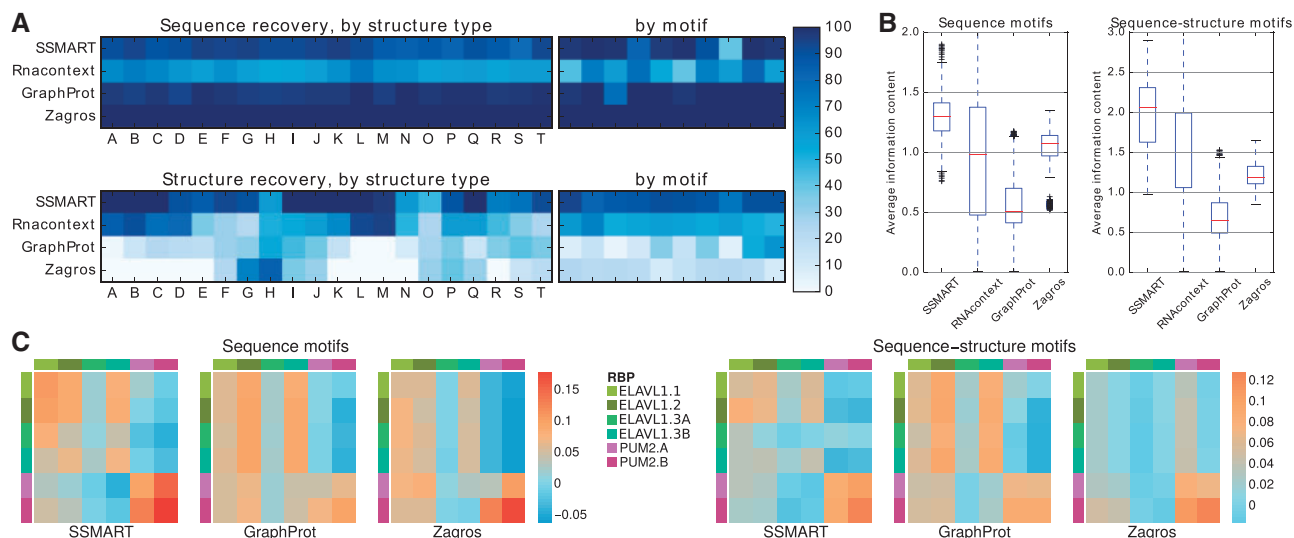 A
Sequence recovery, by structure type
by motif
SSMART
Rnacontext
GraphProt
Zagros
A B C D E F G H I J K L M N O P Q R S T
Structure recovery, by structure type
by motif
SSMART
Rnacontext
GraphProt
Zagros
A B C D E F G H I J K L M N O P Q R S T
100
90
80
70
60
50
40
30
20
10
0
B
Sequence motifs
Average information content
2.0
1.5
1.0
0.5
0.0
SSMART
RNAcontext
GraphProt
Zagros
Sequence-structure motifs
Average information content
3.0
2.5
2.0
1.5
1.0
0.5
0.0
SSMART
RNAcontext
GraphProt
Zagros
C
Sequence motifs
SSMART
GraphProt
Zagros
0.15
0.1
0.05
0
−0.05
RBP
ELAVL1.1
ELAVL1.2
ELAVL1.3A
ELAVL1.3B
PUM2.A
PUM2.B
Sequence−structure motifs
SSMART
GraphProt
Zagros
0.12
0.1
0.08
0.06
0.04
0.02
0